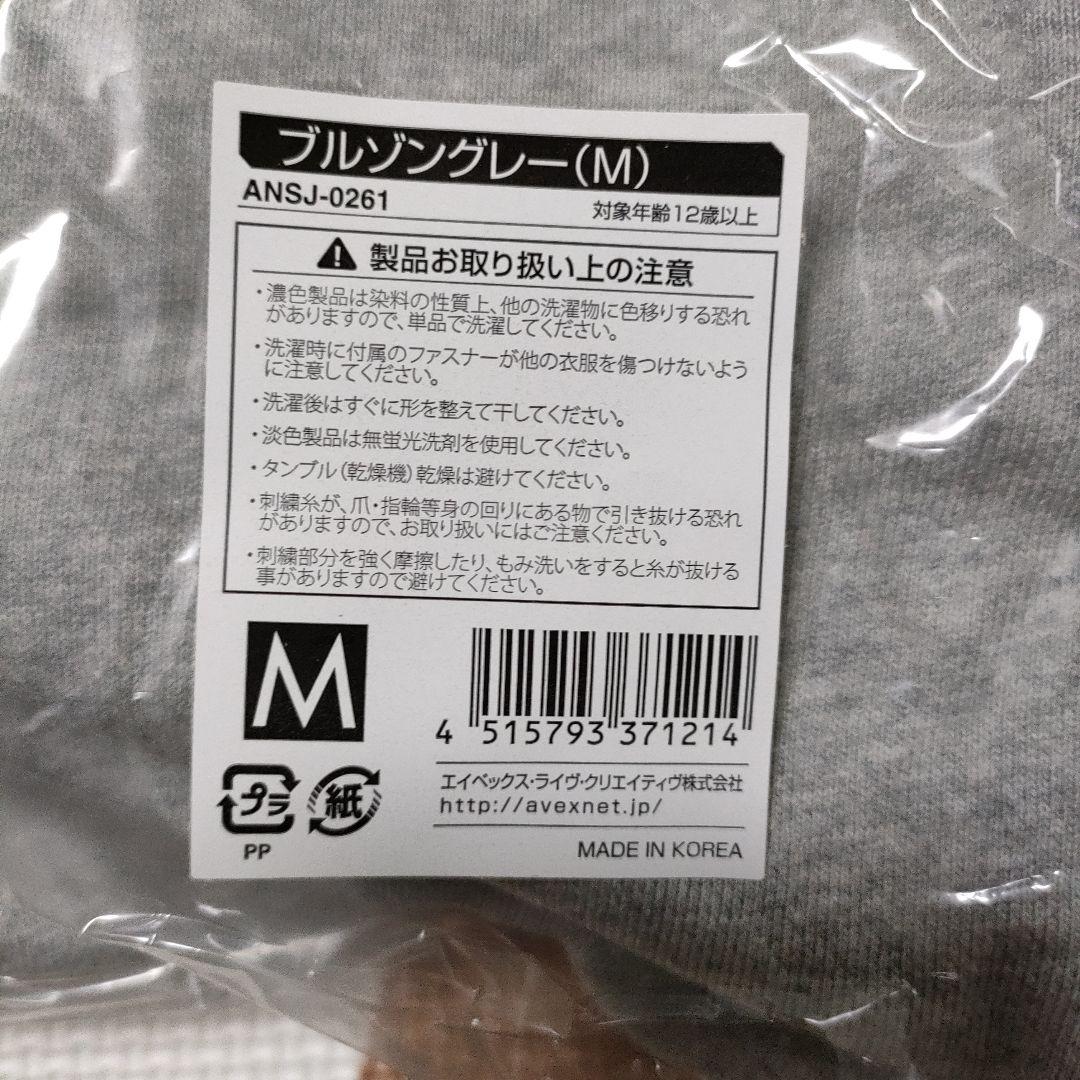 ブルゾングレー(M)
ANSJ-0261
対象年齢12歳以上
製品お取り扱い上の注意
・濃色製品は染料の性質上、他の洗濯物に色移りする恐れ
がありますので、単品で洗濯してください。
・洗濯時に付属のファスナーが他の衣服を傷つけないよう
に注意してください。
・洗濯後はすぐに形を整えて干してください。
・淡色製品は無蛍光洗剤を使用してください。
・タンブル(乾燥機)乾燥は避けてください。
・刺繍糸が、爪・指輪等身の回りにある物で引き抜ける恐れ
がありますので、お取り扱いにはご注意ください。
・刺繍部分を強く摩擦したり、もみ洗いをすると糸が抜ける
事がありますので避けてください。
M
4 515793 371214
プラ
紙
PP
エイベックス・ライヴ・クリエイティヴ株式会社
http://avexnet.jp/
MADE IN KOREA